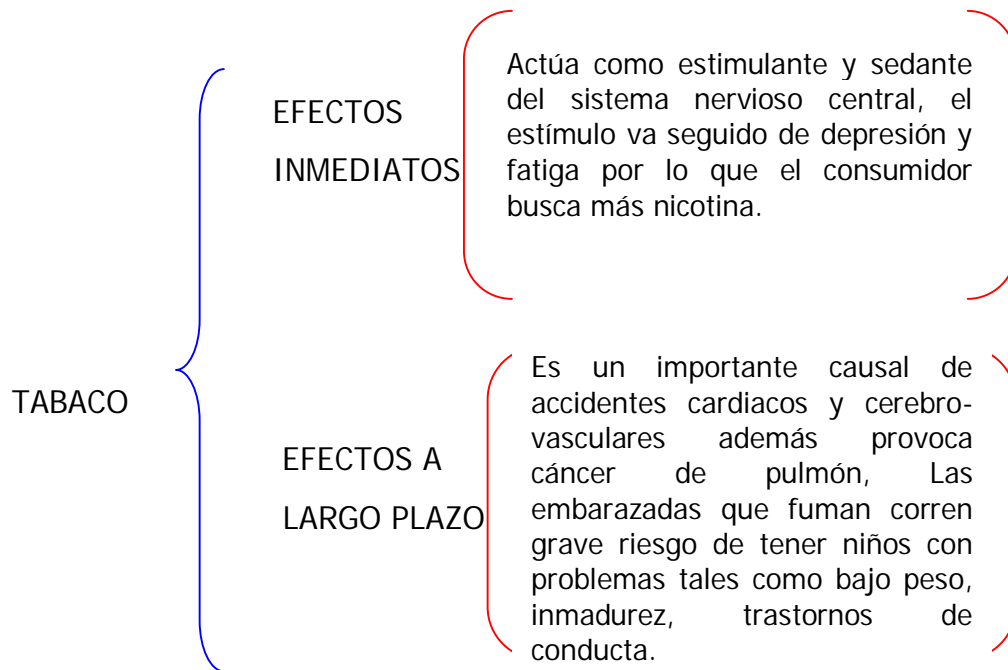 TABACO
EFECTOS
INMEDIATOS
Actúa como estimulante y sedante
del sistema nervioso central, el
estímulo va seguido de depresión y
fatiga por lo que el consumidor
busca más nicotina.
EFECTOS A
LARGO PLAZO
Es un importante causal de
accidentes cardiacos y cerebro-
vasculares además provoca
cáncer de pulmón, Las
embarazadas que fuman corren
grave riesgo de tener niños con
problemas tales como bajo peso,
inmadurez, trastornos de
conducta.